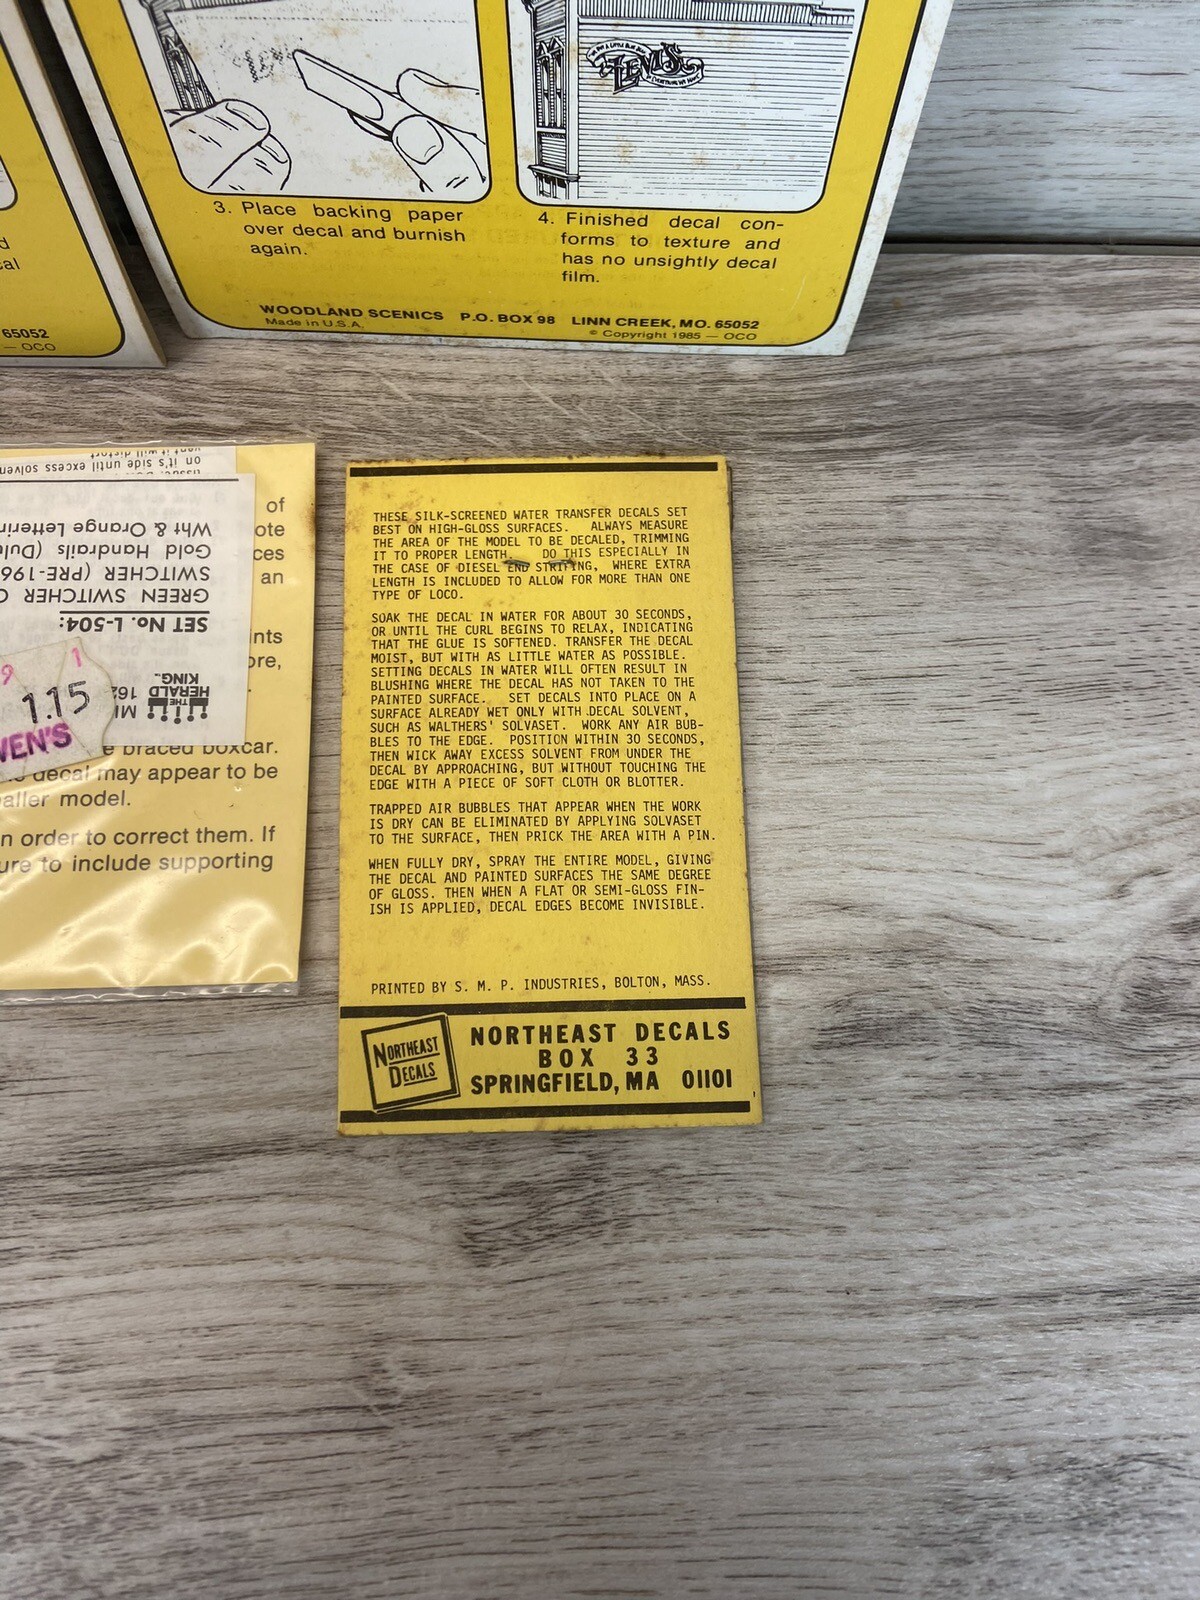 LEVI'S
3. Place backing paper
over decal and burnish
again.
4. Finished decal con-
forms to texture and
has no unsightly decal
film.
WOODLAND SCENICS P.O. BOX 98 LINN CREEK, MO. 65052
Made in U.S.A.
© Copyright 1985 — OCO
65052
— OCO
on it's side until excess
of
ote
ces
an
Wht & Orange
Gold Handrails
SWITCHER (PRE-196
GREEN SWITCHER
SET No. L-504:
THE
HERALD
KING
162
1
9
1.15
VEN'S
braced boxcar.
decal may appear to be
aller model.
n order to correct them. If
ure to include supporting
THESE SILK-SCREENED WATER TRANSFER DECALS SET
BEST ON HIGH-GLOSS SURFACES. ALWAYS MEASURE
THE AREA OF THE MODEL TO BE DECALED, TRIMMING
IT TO PROPER LENGTH. DO THIS ESPECIALLY IN
THE CASE OF DIESEL END STRIPING, WHERE EXTRA
LENGTH IS INCLUDED TO ALLOW FOR MORE THAN ONE
TYPE OF LOCO.
SOAK THE DECAL IN WATER FOR ABOUT 30 SECONDS,
OR UNTIL THE CURL BEGINS TO RELAX, INDICATING
THAT THE GLUE IS SOFTENED. TRANSFER THE DECAL
MOIST, BUT WITH AS LITTLE WATER AS POSSIBLE.
SETTING DECALS IN WATER WILL OFTEN RESULT IN
BLUSHING WHERE THE DECAL HAS NOT TAKEN TO THE
PAINTED SURFACE. SET DECALS INTO PLACE ON A
SURFACE ALREADY WET ONLY WITH DECAL SOLVENT,
SUCH AS WALTHERS' SOLVASET. WORK ANY AIR BUB-
BLES TO THE EDGE. POSITION WITHIN 30 SECONDS,
THEN WICK AWAY EXCESS SOLVENT FROM UNDER THE
DECAL BY APPROACHING, BUT WITHOUT TOUCHING THE
EDGE WITH A PIECE OF SOFT CLOTH OR BLOTTER.
TRAPPED AIR BUBBLES THAT APPEAR WHEN THE WORK
IS DRY CAN BE ELIMINATED BY APPLYING SOLVASET
TO THE SURFACE, THEN PRICK THE AREA WITH A PIN.
WHEN FULLY DRY, SPRAY THE ENTIRE MODEL, GIVING
THE DECAL AND PAINTED SURFACES THE SAME DEGREE
OF GLOSS. THEN WHEN A FLAT OR SEMI-GLOSS FIN-
ISH IS APPLIED, DECAL EDGES BECOME INVISIBLE.
PRINTED BY S. M. P. INDUSTRIES, BOLTON, MASS.
NORTHEAST
DECALS
NORTHEAST DECALS
BOX 33
SPRINGFIELD, MA 01101